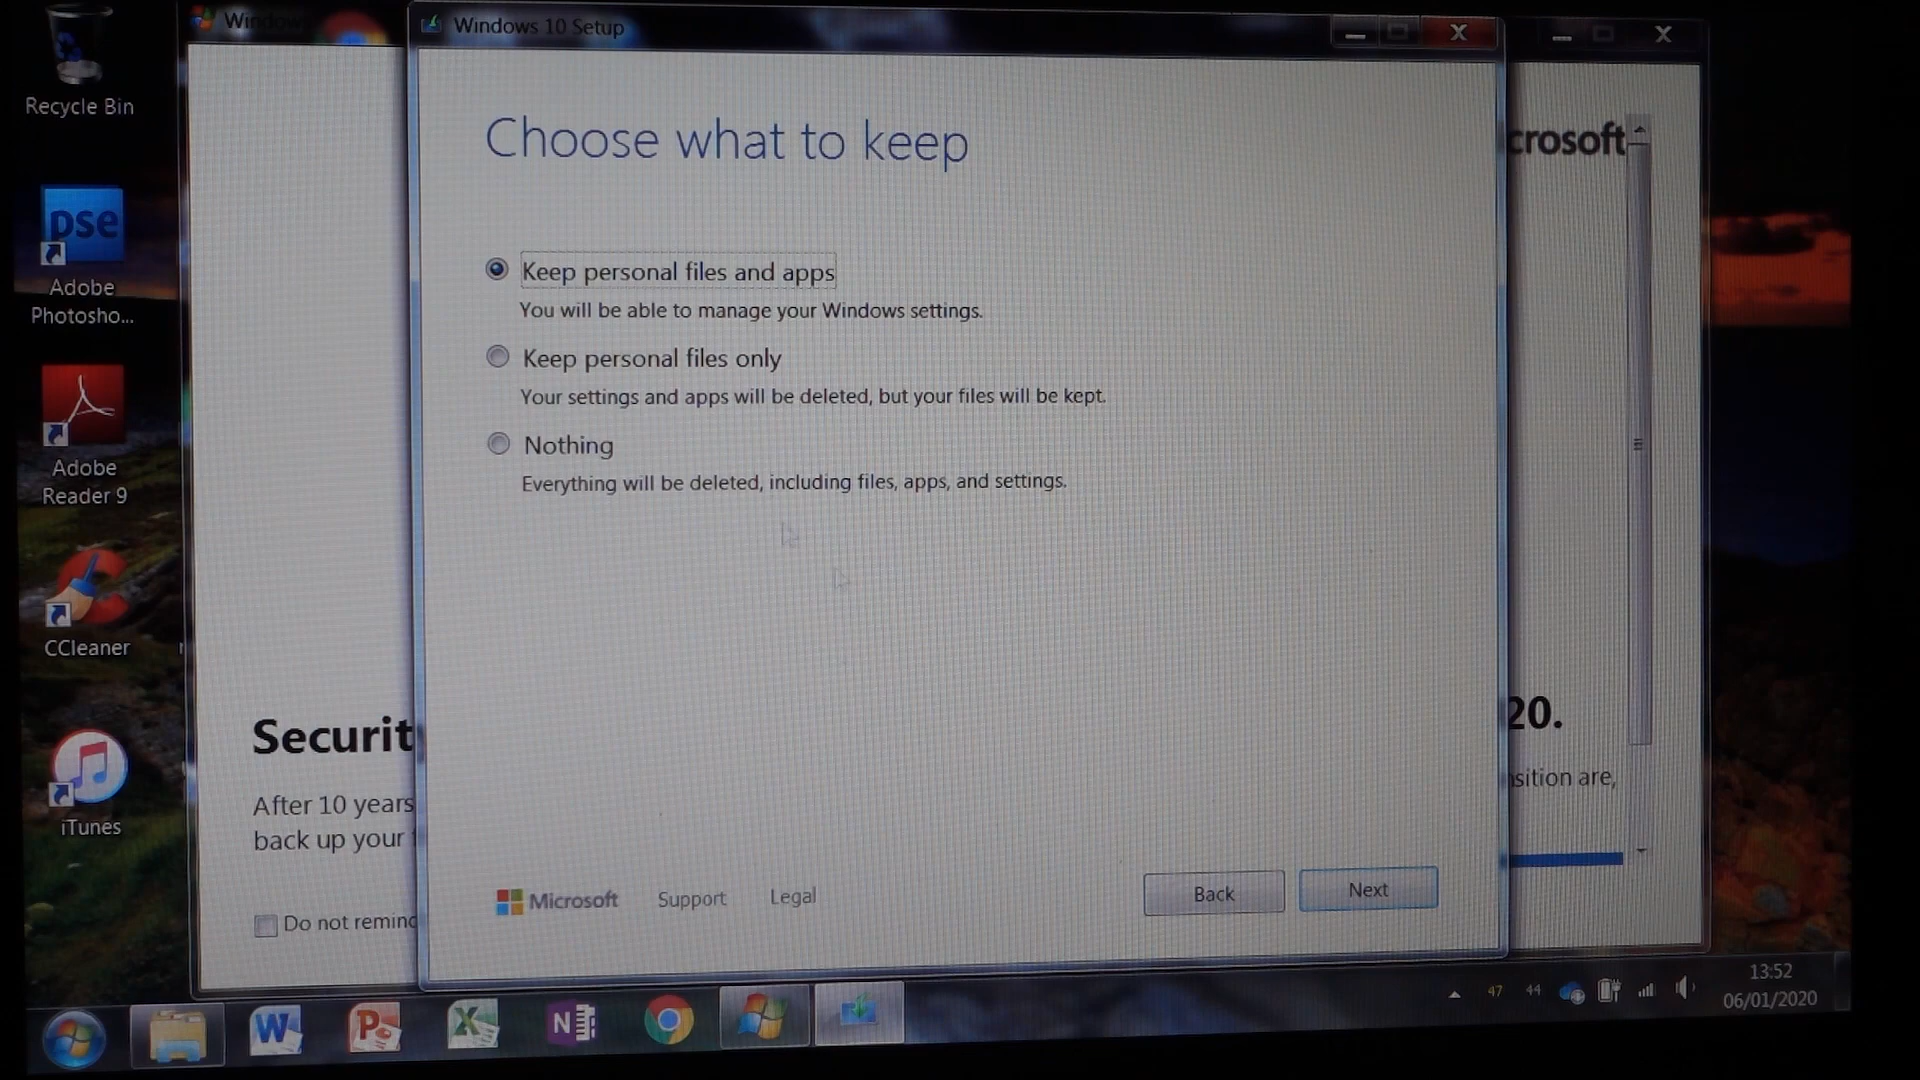 Recycle Bin
Adobe
Photosho...
pse
Adobe
Reader 9
CCleaner
iTunes
Windows 10 Setup
Choose what to keep
Keep personal files and apps
You will be able to manage your Windows settings.
Keep personal files only
Your settings and apps will be deleted, but your files will be kept.
Nothing
Everything will be deleted, including files, apps, and settings.
Microsoft
Support
Legal
Back
Next
Window
crosoft
Securit
20.
After 10 years
sition are,
back up your
Do not remind
47
44
13:52
06/01/2020